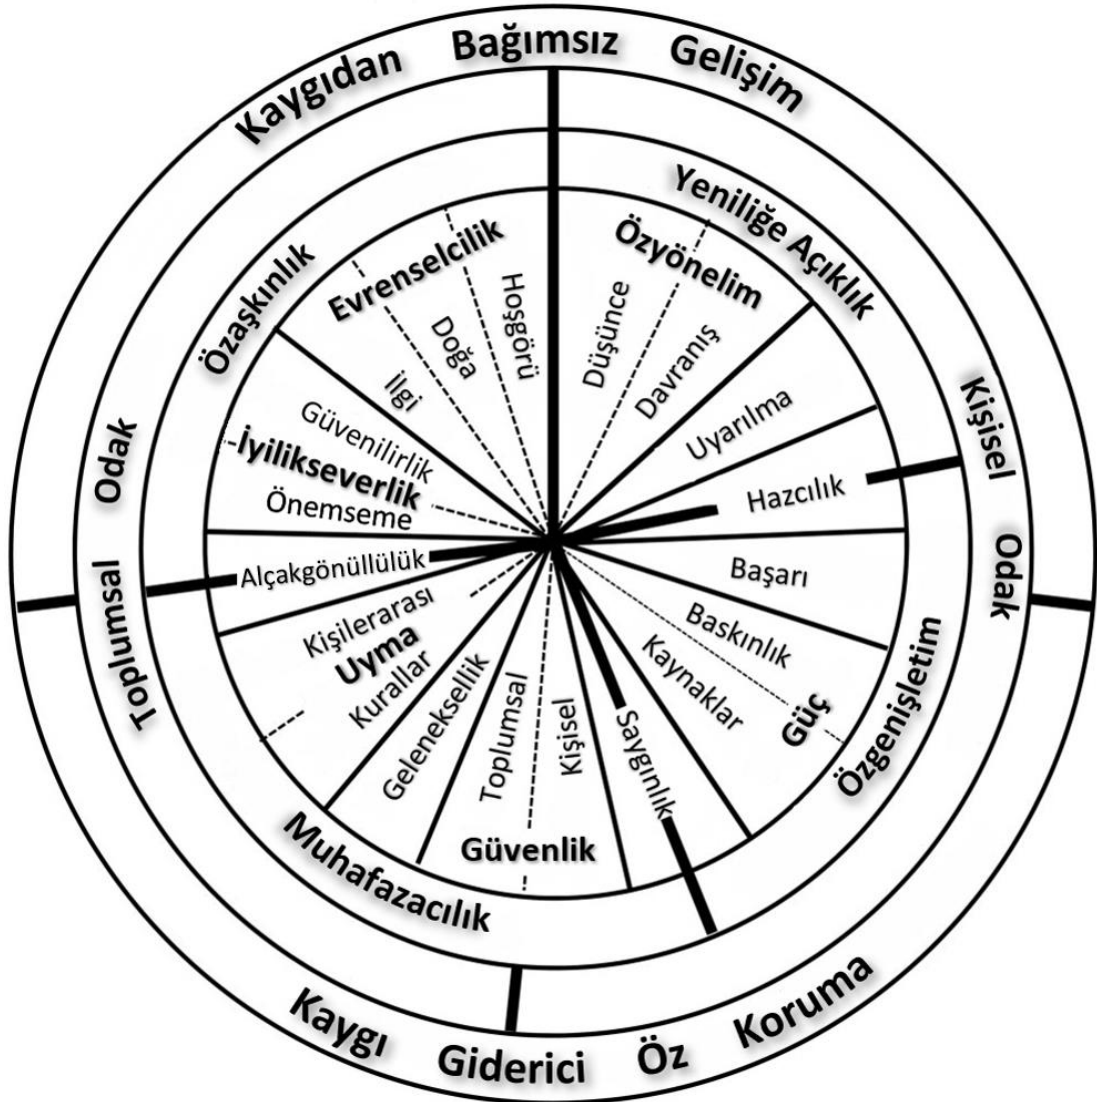 Kaygıdan Bağımsız Gelişim
Kişisel Odak
Toplumsal Odak
Kaygı Giderici Öz Koruma
Yeniliğe Açıklık
Özgenişletim
Muhafazacılık
Özaşkınlık
Özyönelim
Düşünce
Davranış
Uyarılma
Hazcılık
Başarı
Güç
Baskınlık
Kaynaklar
Saygınlık
Güvenlik
Kişisel
Toplumsal
Geleneksellik
Uyma
Kurallar
Kişilerarası
Alçakgönüllülük
İyilikseverlik
Önemseme
Güvenilirlik
Evrenselcilik
İlgi
Doğa
Hoşgörü